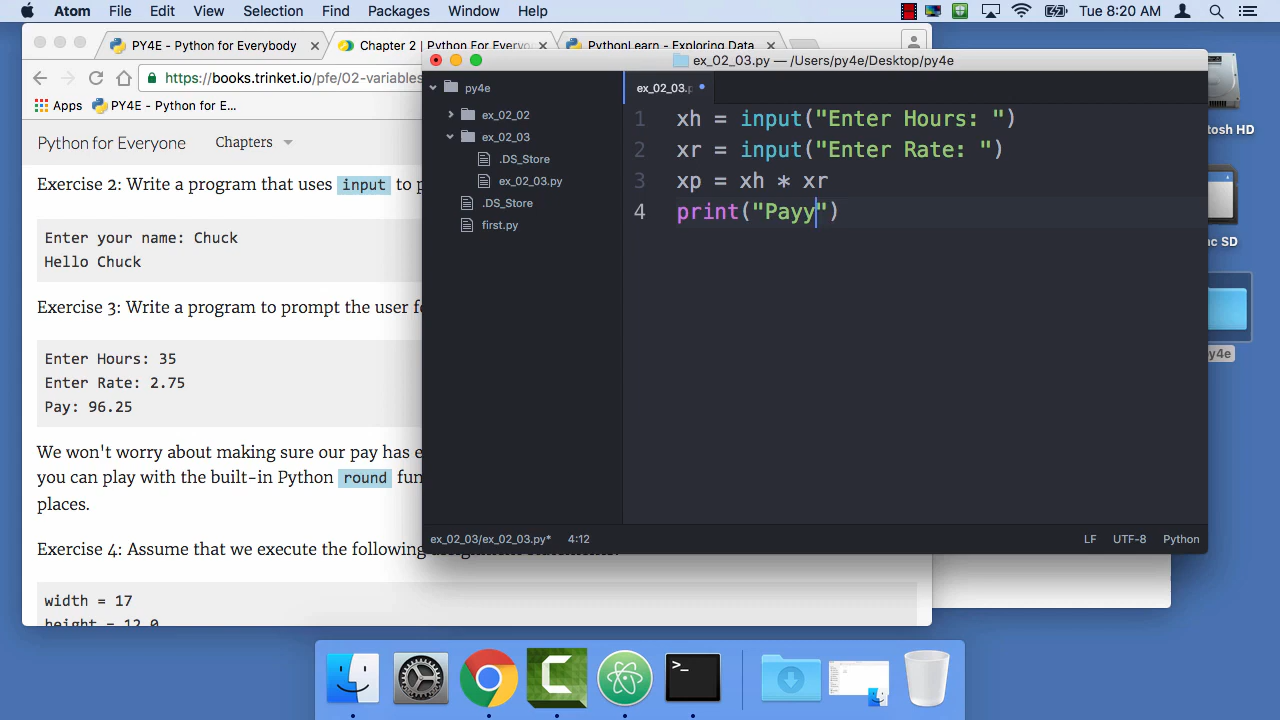 Atom File Edit View Selection Find Packages Window Help Tue 8:20 AM
PY4E - Python for Everybody
Chapter 2 | Python For Everyo
PythonLearn - Exploring Data
https://books.trinket.io/pfe/02-variables
Apps PY4E - Python for E...
Python for Everyone Chapters
Exercise 2: Write a program that uses input to
Enter your name: Chuck
Hello Chuck
Exercise 3: Write a program to prompt the user
Enter Hours: 35
Enter Rate: 2.75
Pay: 96.25
We won't worry about making sure our pay has
you can play with the built-in Python round
places.
Exercise 4: Assume that we execute the following
width = 17
height = 12.0
ex_02_03.py — /Users/py4e/Desktop/py4e
py4e
ex_02_02
ex_02_03
.DS_Store
ex_02_03.py
.DS_Store
first.py
ex_02_03.p
1 xh = input("Enter Hours: ")
2 xr = input("Enter Rate: ")
3 xp = xh * xr
4 print("Payy")
ex_02_03/ex_02_03.py* 4:12 LF UTF-8 Python
tosh HD
SD
py4e